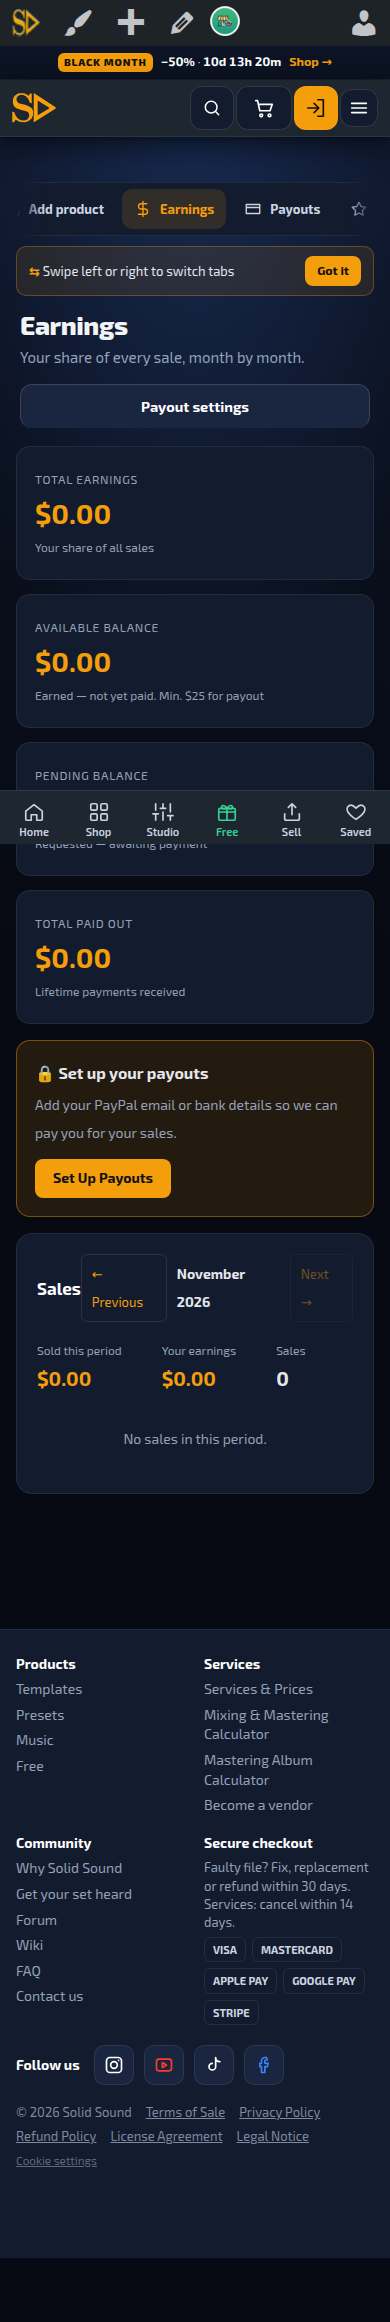 BLACK MONTH −50% · 10d 13h 20m Shop →
Add product Earnings Payouts
⇆ Swipe left or right to switch tabs Got it
Earnings
Your share of every sale, month by month.
Payout settings
TOTAL EARNINGS
$0.00
Your share of all sales
AVAILABLE BALANCE
$0.00
Earned — not yet paid. Min. $25 for payout
PENDING BALANCE
Home Shop Studio Free Sell Saved
Requested — awaiting payment
TOTAL PAID OUT
$0.00
Lifetime payments received
🔒 Set up your payouts
Add your PayPal email or bank details so we can
pay you for your sales.
Set Up Payouts
Sales
←
Previous
November
2026
Next
→
Sold this period Your earnings Sales
$0.00 $0.00 0
No sales in this period.
Products
Templates
Presets
Music
Free
Services
Services & Prices
Mixing & Mastering
Calculator
Mastering Album
Calculator
Become a vendor
Community
Why Solid Sound
Get your set heard
Forum
Wiki
FAQ
Contact us
Secure checkout
Faulty file? Fix, replacement
or refund within 30 days.
Services: cancel within 14
days.
VISA MASTERCARD
APPLE PAY GOOGLE PAY
STRIPE
Follow us
© 2026 Solid Sound Terms of Sale Privacy Policy
Refund Policy License Agreement Legal Notice
Cookie settings